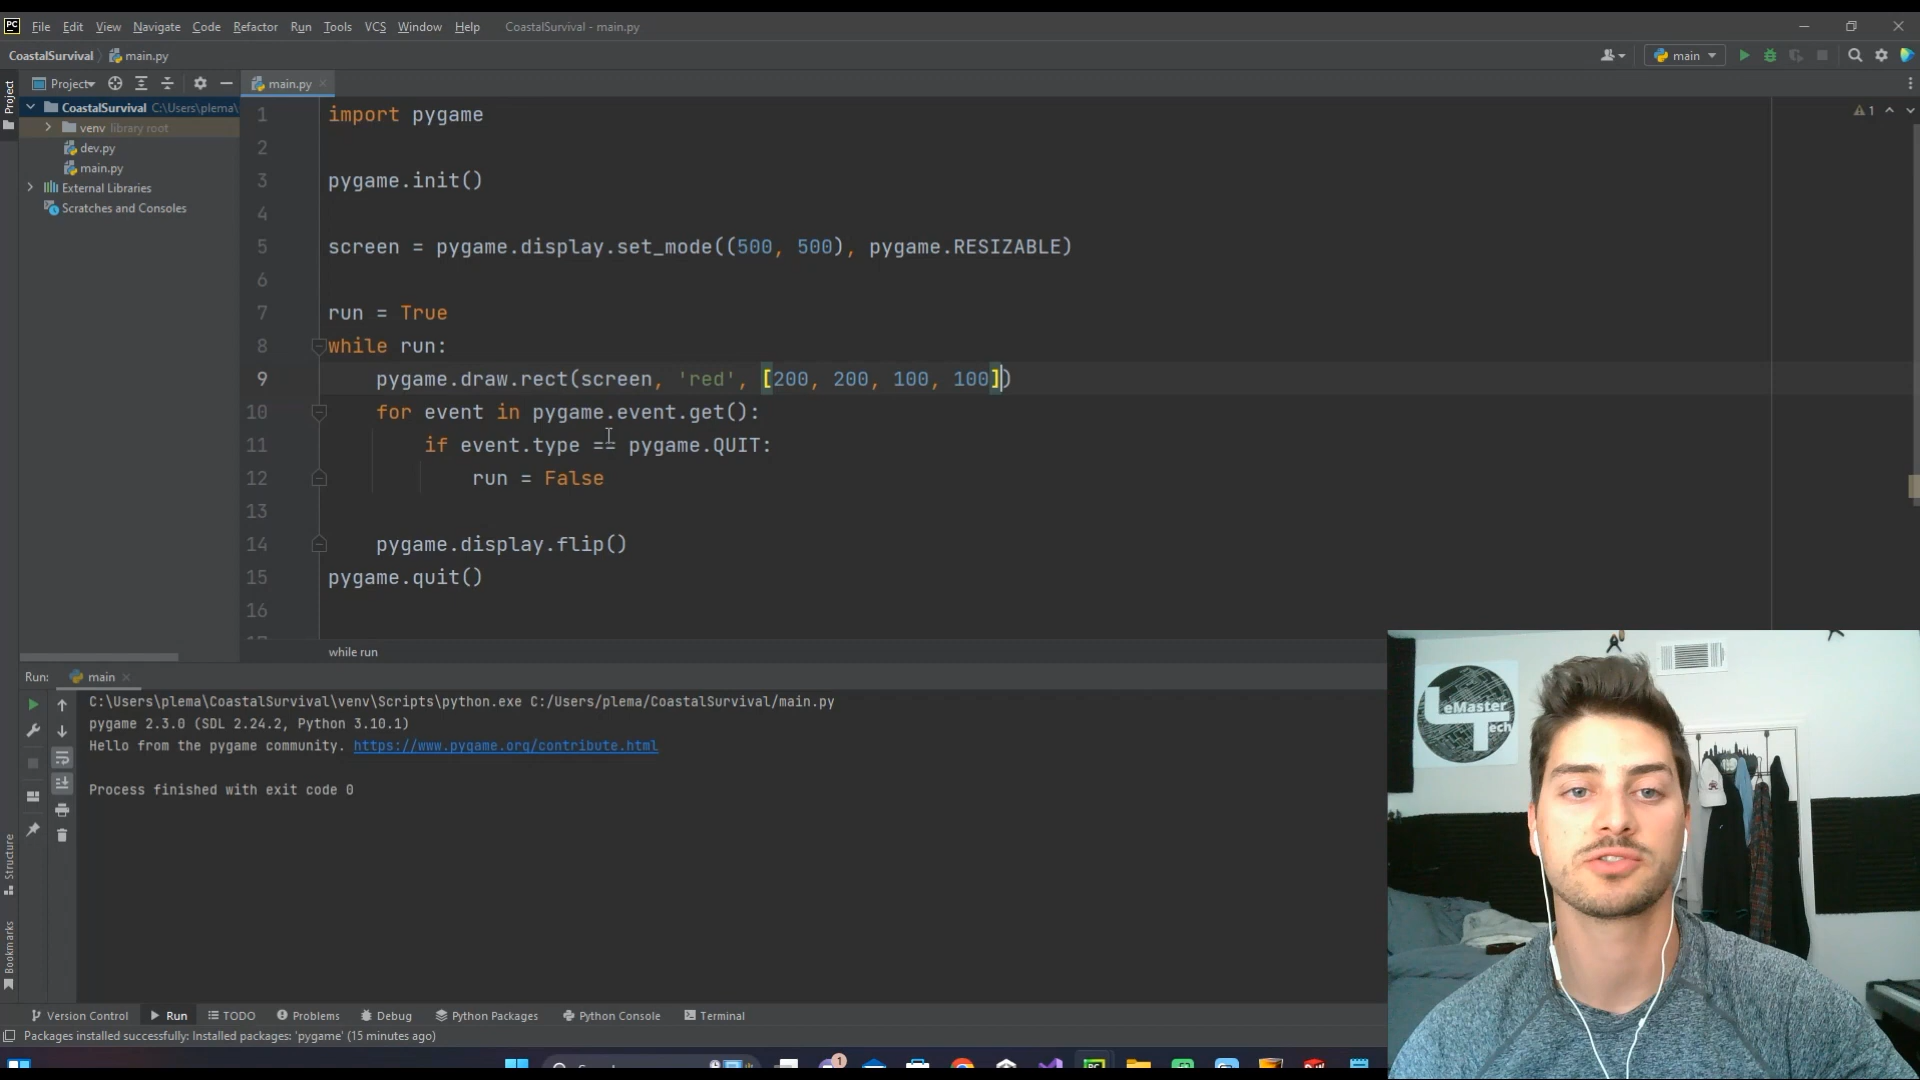 PC File Edit View Navigate Code Refactor Run Tools VCS Window Help CoastalSurvival - main.py
CoastalSurvival main.py
main
Project
main.py
Project
CoastalSurvival C:\Users\plema\
venv library root
dev.py
main.py
External Libraries
Scratches and Consoles
1 import pygame
2
3 pygame.init()
4
5 screen = pygame.display.set_mode((500, 500), pygame.RESIZABLE)
6
7 run = True
8 while run:
9 pygame.draw.rect(screen, 'red', [200, 200, 100, 100])
10 for event in pygame.event.get():
11 if event.type == pygame.QUIT:
12 run = False
13
14 pygame.display.flip()
15 pygame.quit()
16
1
while run
Run: main
C:\Users\plema\CoastalSurvival\venv\Scripts\python.exe C:/Users/plema/CoastalSurvival/main.py
pygame 2.3.0 (SDL 2.24.2, Python 3.10.1)
Hello from the pygame community. https://www.pygame.org/contribute.html
Process finished with exit code 0
Structure
Bookmarks
eMaster
Tech
Version Control Run TODO Problems Debug Python Packages Python Console Terminal
Packages installed successfully: Installed packages: 'pygame' (15 minutes ago)
1
PC